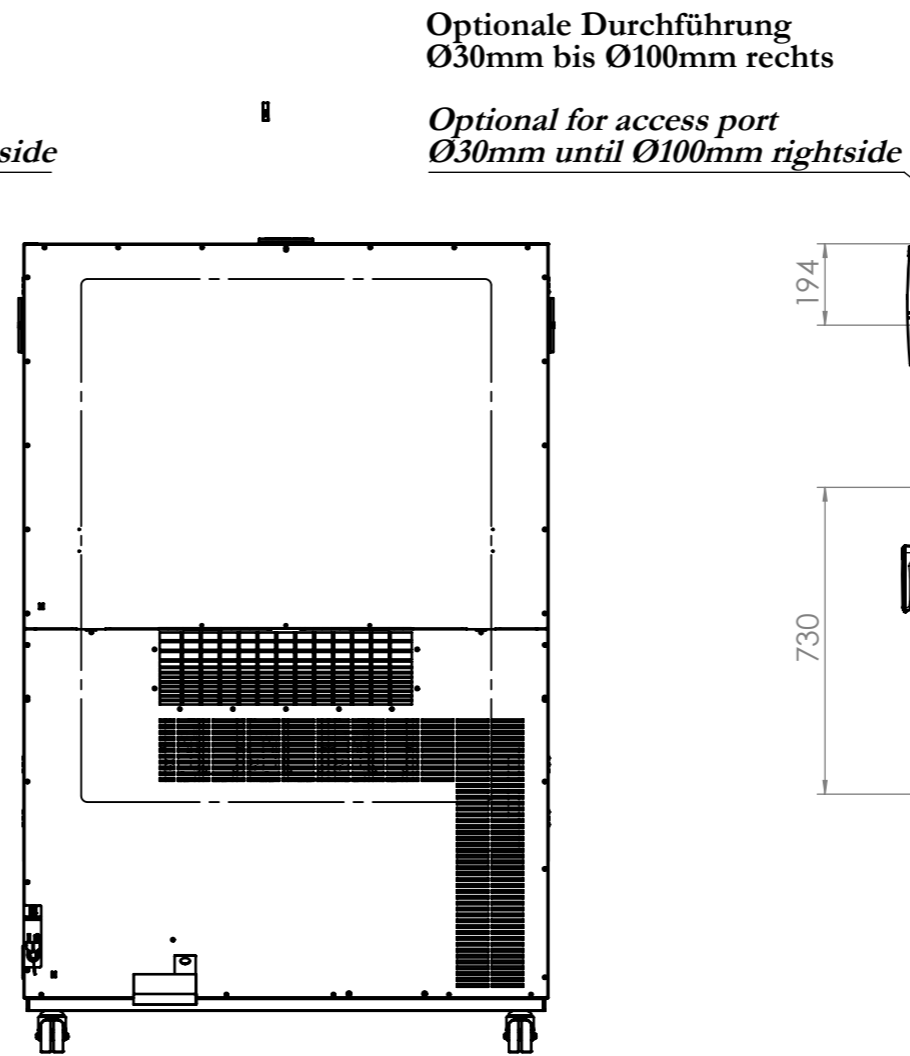 Optionale Durchführung
Ø30mm bis Ø100mm rechts
Optional for access port
side
Ø30mm until Ø100mm rightside
194
730